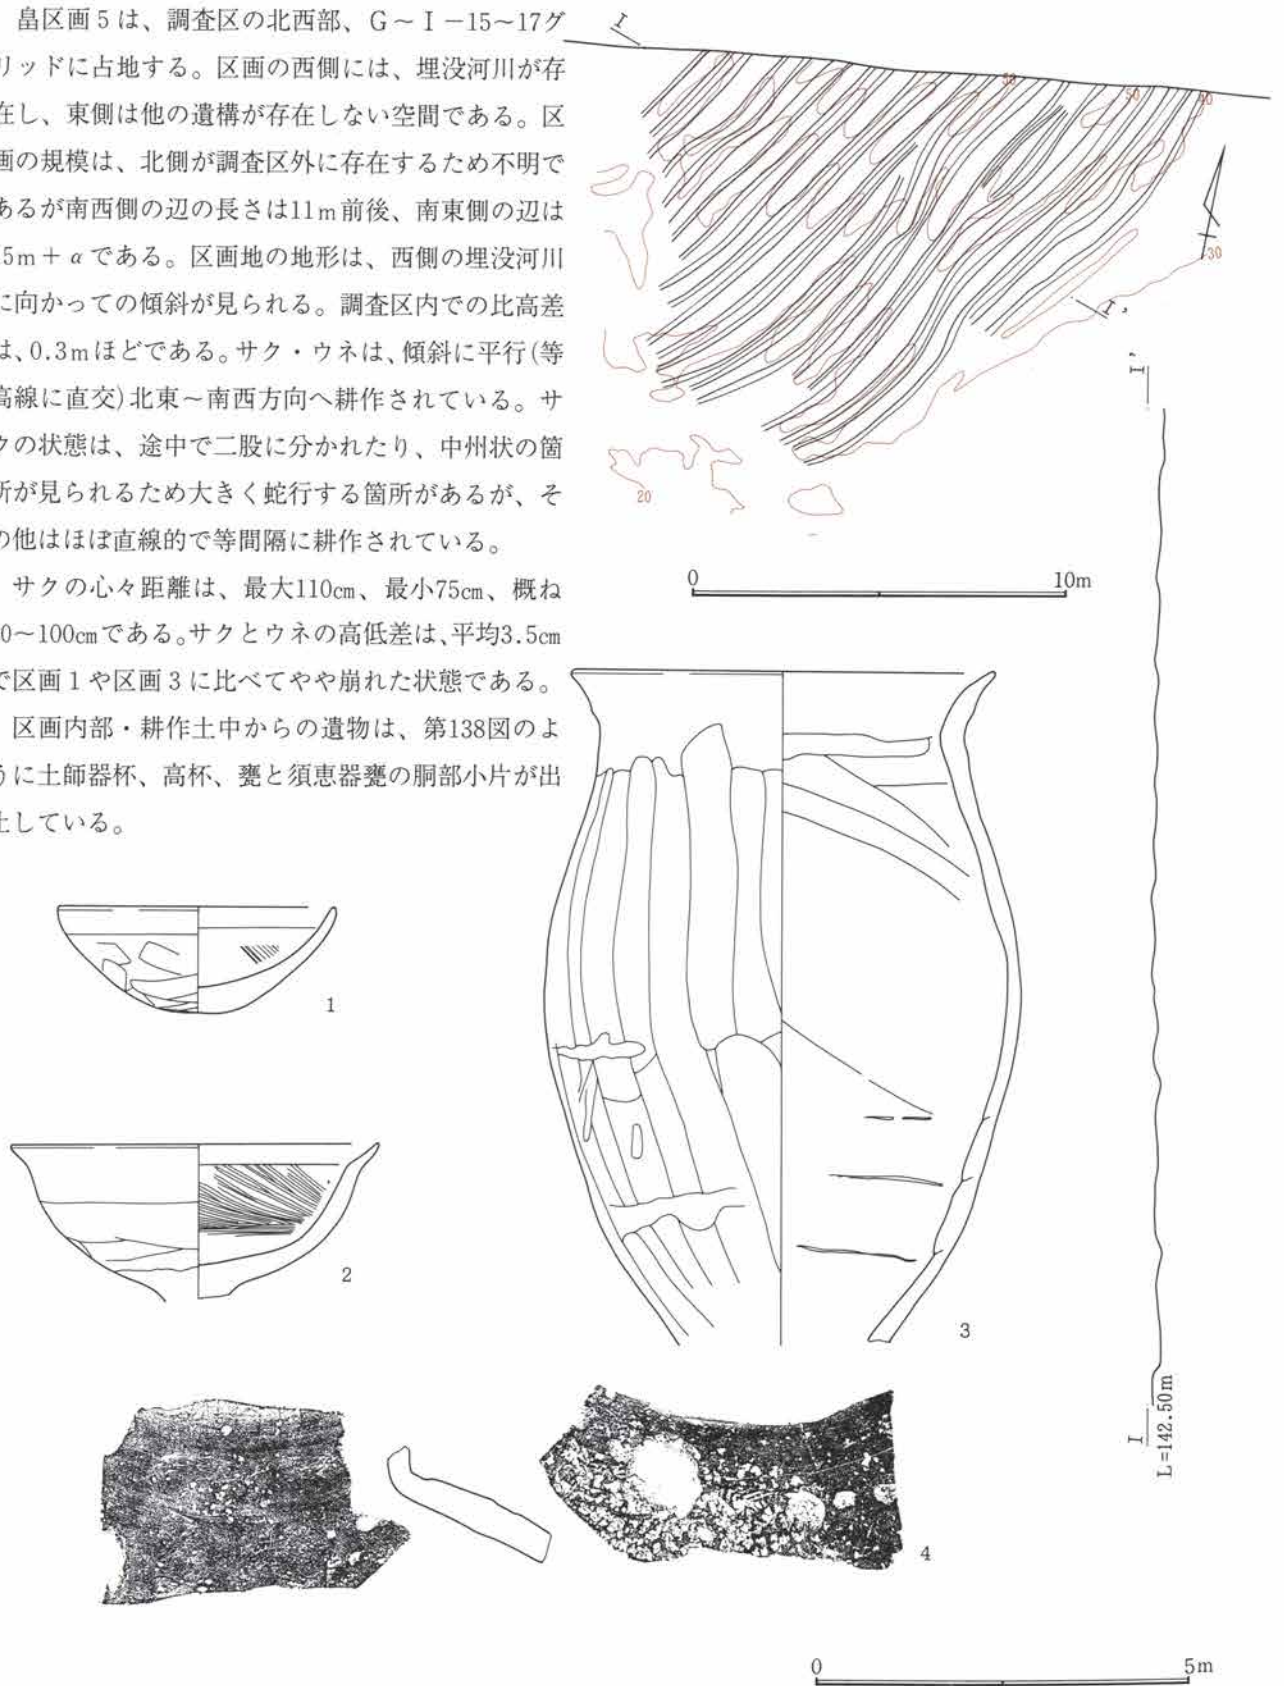 畠区画5は、調査区の北西部、G～I－15～17グ
リッドに占地する。区画の西側には、埋没河川が存
在し、東側は他の遺構が存在しない空間である。区
画の規模は、北側が調査区外に存在するため不明で
あるが南西側の辺の長さは11m前後、南東側の辺は
5m＋αである。区画地の地形は、西側の埋没河川
に向かっての傾斜が見られる。調査区内での比高差
は、0.3mほどである。サク・ウネは、傾斜に平行(等
高線に直交)北東～南西方向へ耕作されている。サ
クの状態は、途中で二股に分かれたり、中州状の箇
所が見られるため大きく蛇行する箇所があるが、そ
の他はほぼ直線的で等間隔に耕作されている。
サクの心々距離は、最大110cm、最小75cm、概ね
0～100cmである。サクとウネの高低差は、平均3.5cm
で区画1や区画3に比べてやや崩れた状態である。
区画内部・耕作土中からの遺物は、第138図のよ
うに土師器杯、高杯、甕と須恵器甕の胴部小片が出
土している。
I
50
40
30
I'
20
0 10m
I'
I
L=142.50m
1
2
3
4
0 5m